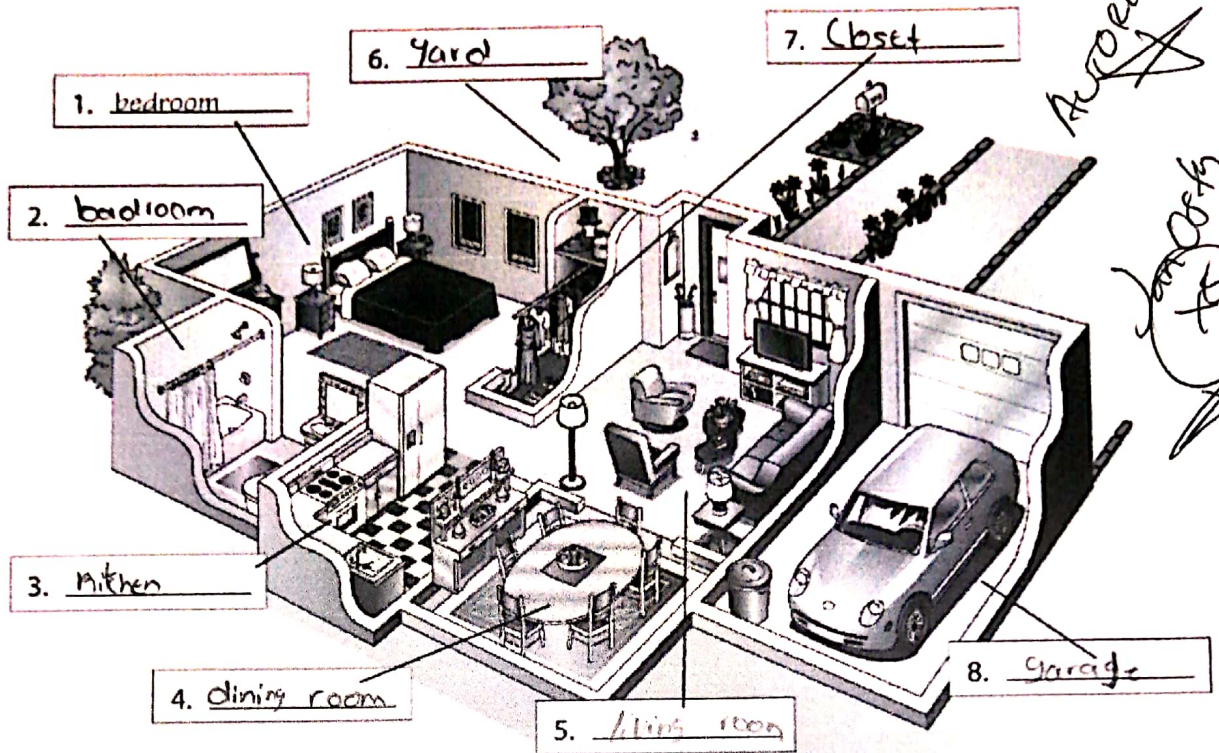 6. yard
7. Closet
1. bedroom
2. badroom
3. kithen
4. dining room
5. living room
8. garage